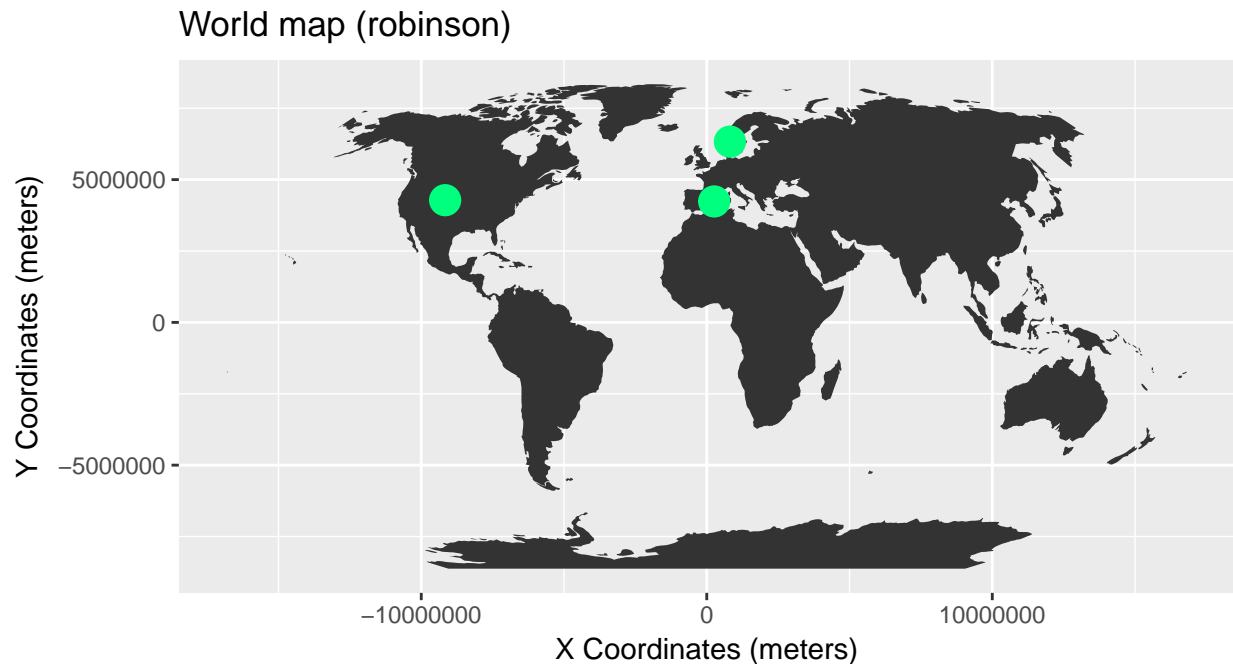 World map (robinson)
Y Coordinates (meters)
5000000
0
−5000000
−10000000 0 10000000
X Coordinates (meters)